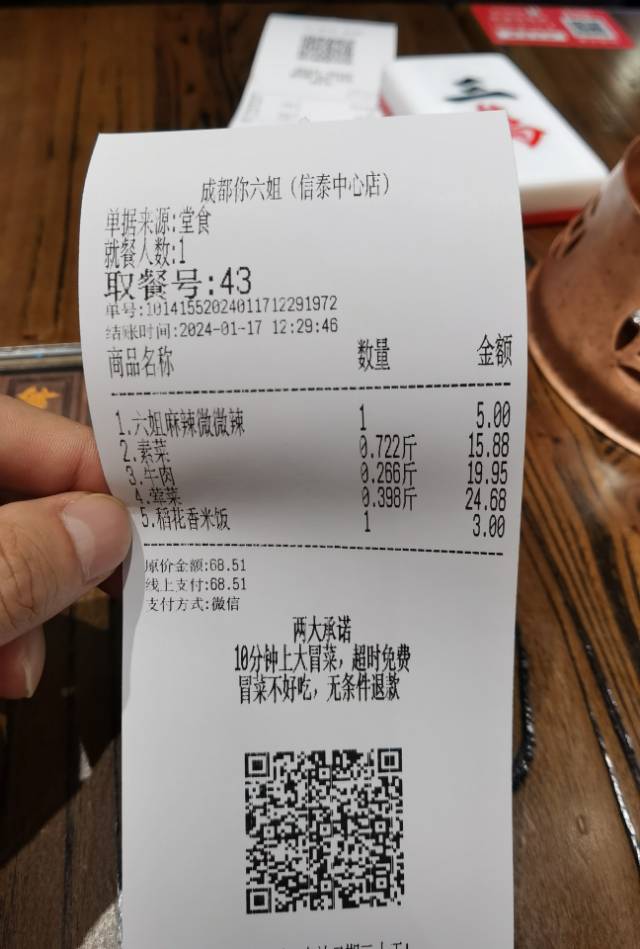 成都你六姐（信泰中心店）
单据来源:堂食
就餐人数:1
取餐号:43
单号:10141552024011712291972
结账时间:2024-01-17 12:29:46
商品名称 数量 金额
1.六姐麻辣微微辣 1 5.00
2.素菜 0.722斤 15.88
3.牛肉 0.266斤 19.95
4.荤菜 0.398斤 24.68
5.稻花香米饭 1 3.00
原价金额:68.51
线上支付:68.51
支付方式:微信
两大承诺
10分钟上大冒菜，超时免费
冒菜不好吃，无条件退款
三萬